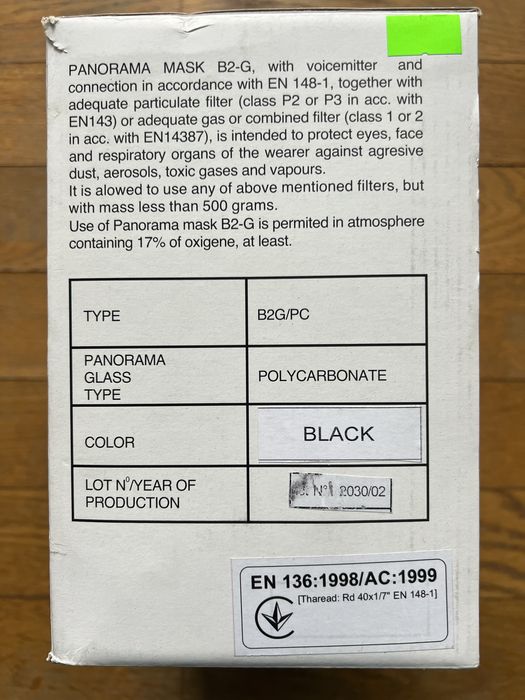 PANORAMA MASK B2-G, with voicemitter and
connection in accordance with EN 148-1, together with
adequate particulate filter (class P2 or P3 in acc. with
EN143) or adequate gas or combined filter (class 1 or 2
in acc. with EN14387), is intended to protect eyes, face
and respiratory organs of the wearer against agresive
dust, aerosols, toxic gases and vapours.
It is alowed to use any of above mentioned filters, but
with mass less than 500 grams.
Use of Panorama mask B2-G is permited in atmosphere
containing 17% of oxigene, at least.
TYPE
B2G/PC
PANORAMA
GLASS
TYPE
POLYCARBONATE
COLOR
BLACK
LOT Nº/YEAR OF
PRODUCTION
Nº 2030/02
EN 136:1998/AC:1999
[Tharead: Rd 40x1/7" EN 148-1]